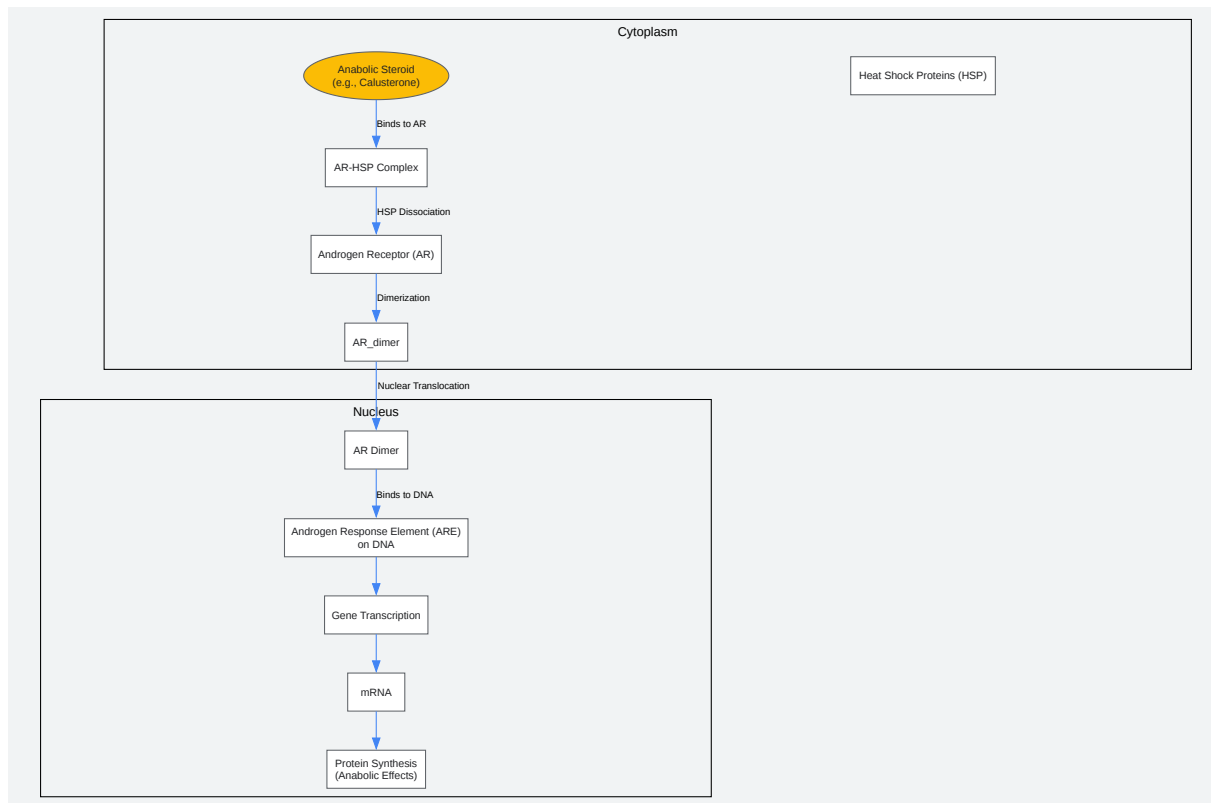 Cytoplasm
Anabolic Steroid
(e.g., Calusterone)
Heat Shock Proteins (HSP)
Binds to AR
AR-HSP Complex
HSP Dissociation
Androgen Receptor (AR)
Dimerization
AR_dimer
Nuclear Translocation
Nucleus
AR Dimer
Binds to DNA
Androgen Response Element (ARE)
on DNA
Gene Transcription
mRNA
Protein Synthesis
(Anabolic Effects)